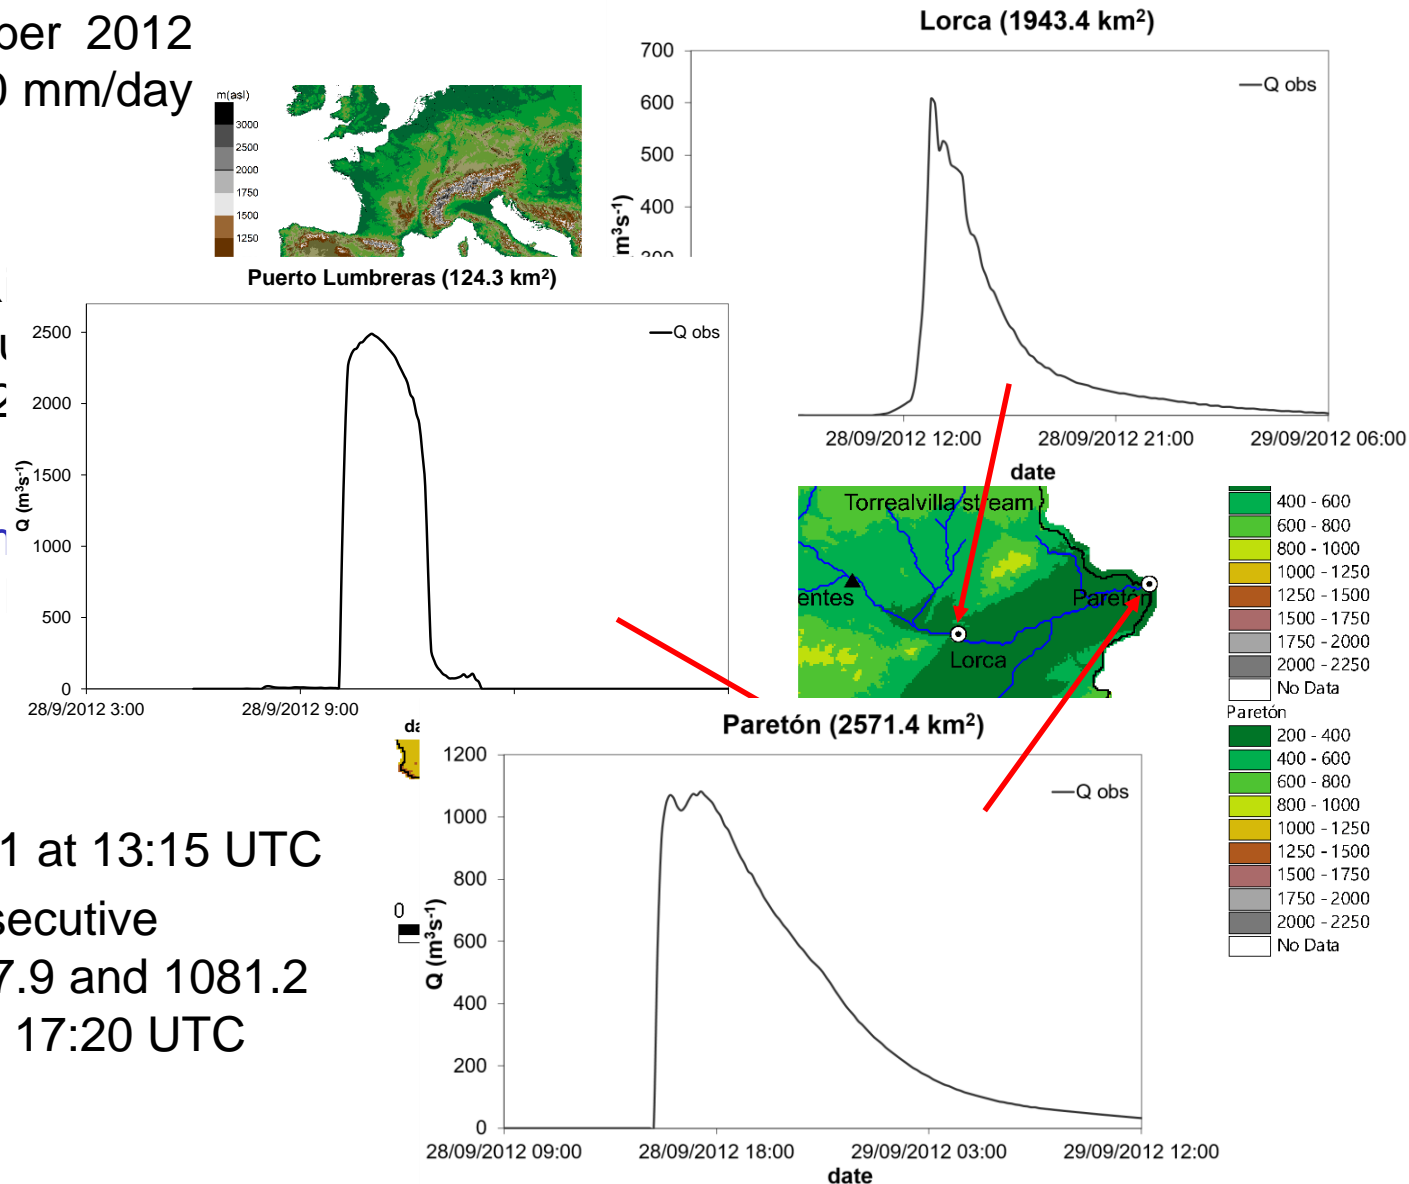 2012
mm/day
Lorca (1943.4 km²)
700
600
500
400
m³s⁻¹)
Q obs
28/09/2012 12:00
28/09/2012 21:00
29/09/2012 06:00
date
m(asl)
3000
2500
2000
1750
1500
1250
Puerto Lumbreras (124.3 km²)
2500
2000
1500
1000
500
0
Q (m³s⁻¹)
Q obs
28/9/2012 3:00
28/9/2012 9:00
Torrealvilla stream
entes
Lorca
Paretón
400 - 600
600 - 800
800 - 1000
1000 - 1250
1250 - 1500
1500 - 1750
1750 - 2000
2000 - 2250
No Data
Paretón
200 - 400
400 - 600
600 - 800
800 - 1000
1000 - 1250
1250 - 1500
1500 - 1750
1750 - 2000
2000 - 2250
No Data
Paretón (2571.4 km²)
1200
1000
800
600
400
200
0
Q (m³s⁻¹)
Q obs
28/09/2012 09:00
28/09/2012 18:00
29/09/2012 03:00
29/09/2012 12:00
date
0
1 at 13:15 UTC
secutive
7.9 and 1081.2
17:20 UTC